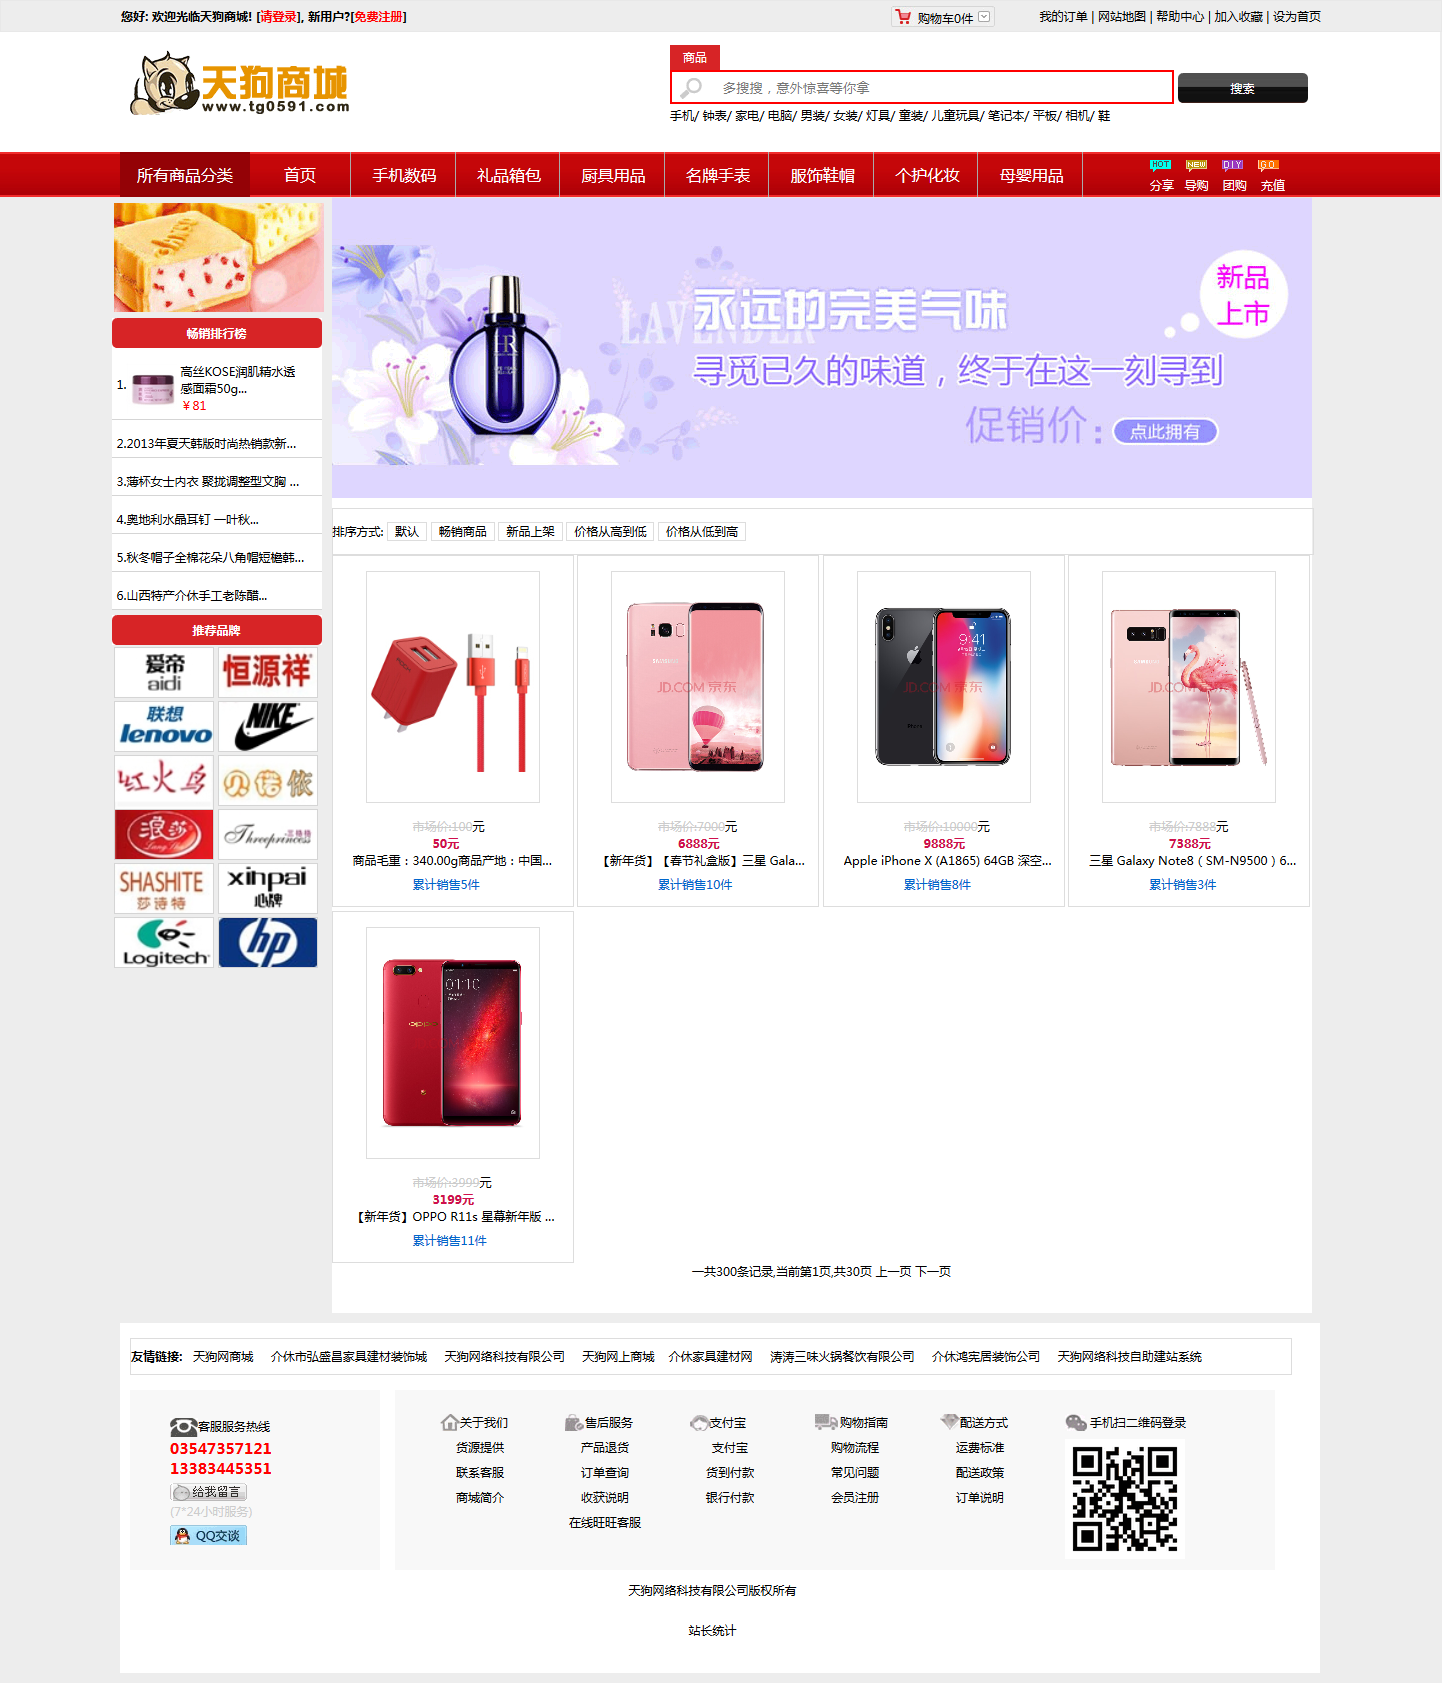 您好: 欢迎光临天狗商城! [请登录], 新用户?[免费注册]
购物车0件
我的订单 | 网站地图 | 帮助中心 | 加入收藏 | 设为首页
天狗商城
www.tg0591.com
商品
多搜搜，意外惊喜等你拿
搜索
手机/ 钟表/ 家电/ 电脑/ 男装/ 女装/ 灯具/ 童装/ 儿童玩具/ 笔记本/ 平板/ 相机/ 鞋
所有商品分类 首页 手机数码 礼品箱包 厨具用品 名牌手表 服饰鞋帽 个护化妆 母婴用品
HOT NEW DIY GO
分享 导购 团购 充值
LAVENDER
永远的完美气味
寻觅已久的味道，终于在这一刻寻到
促销价：
点此拥有
新品
上市
HR
畅销排行榜
1.
高丝KOSE润肌精水透
感面霜50g...
￥81
2.2013年夏天韩版时尚热销款新...
3.薄杯女士内衣 聚拢调整型文胸 ...
4.奥地利水晶耳钉 一叶秋...
5.秋冬帽子全棉花朵八角帽短檐韩...
6.山西特产介休手工老陈醋...
推荐品牌
爱帝
aidi
恒源祥
联想
lenovo
NIKE
红火鸟
贝诺依
浪莎
Lang Sha
Threeprincess
SHASHITE
莎诗特
xinpai
心牌
Logitech
hp
排序方式: 默认 畅销商品 新品上架 价格从高到低 价格从低到高
SAMSUNG
JD.COM 京东
9:41
JD.COM 京东
iPhone
JD.COM 京东
市场价:100元
50元
商品毛重：340.00g商品产地：中国...
累计销售5件
市场价:7000元
6888元
【新年货】【春节礼盒版】三星 Gala...
累计销售10件
市场价:10000元
9888元
Apple iPhone X (A1865) 64GB 深空...
累计销售8件
市场价:7888元
7388元
三星 Galaxy Note8（SM-N9500）6...
累计销售3件
01:10
oppo
市场价:3999元
3199元
【新年货】OPPO R11s 星幕新年版 ...
累计销售11件
一共300条记录,当前第1页,共30页 上一页 下一页
友情链接: 天狗网商城 介休市弘盛昌家具建材装饰城 天狗网络科技有限公司 天狗网上商城 介休家具建材网 涛涛三味火锅餐饮有限公司 介休鸿宪居装饰公司 天狗网络科技自助建站系统
客服服务热线
03547357121
13383445351
给我留言
(7*24小时服务)
QQ交谈
关于我们
货源提供
联系客服
商城简介
售后服务
产品退货
订单查询
收获说明
在线旺旺客服
支付宝
支付宝
货到付款
银行付款
购物指南
购物流程
常见问题
会员注册
配送方式
运费标准
配送政策
订单说明
手机扫二维码登录
天狗网络科技有限公司版权所有
站长统计